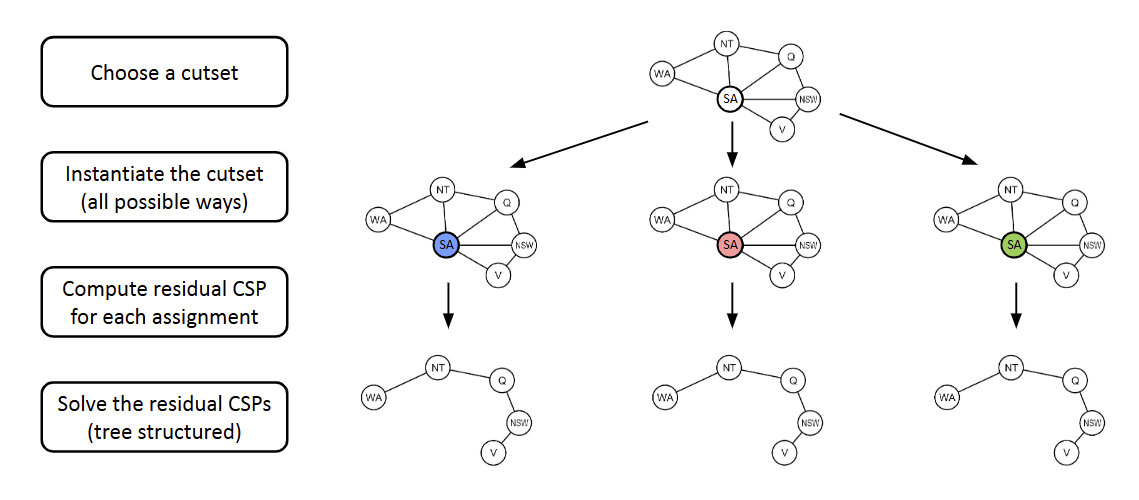 Choose a cutset
Instantiate the cutset
(all possible ways)
Compute residual CSP
for each assignment
Solve the residual CSPs
(tree structured)
NT
Q
WA
SA
NSW
V
NT
Q
WA
SA
NSW
V
NT
Q
WA
SA
NSW
V
NT
Q
WA
SA
NSW
V
NT
Q
WA
NSW
V
NT
Q
WA
NSW
V
NT
Q
WA
NSW
V